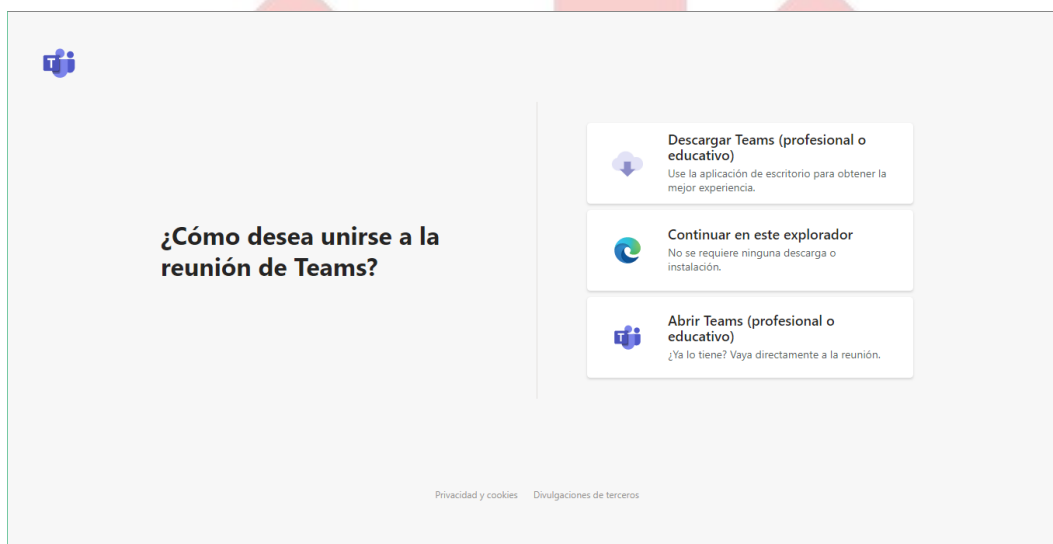 ¿Cómo desea unirse a la
reunión de Teams?
Descargar Teams (profesional o
educativo)
Use la aplicación de escritorio para obtener la
mejor experiencia.
Continuar en este explorador
No se requiere ninguna descarga o
instalación.
Abrir Teams (profesional o
educativo)
¿Ya lo tiene? Vaya directamente a la reunión.
Privacidad y cookies Divulgaciones de terceros